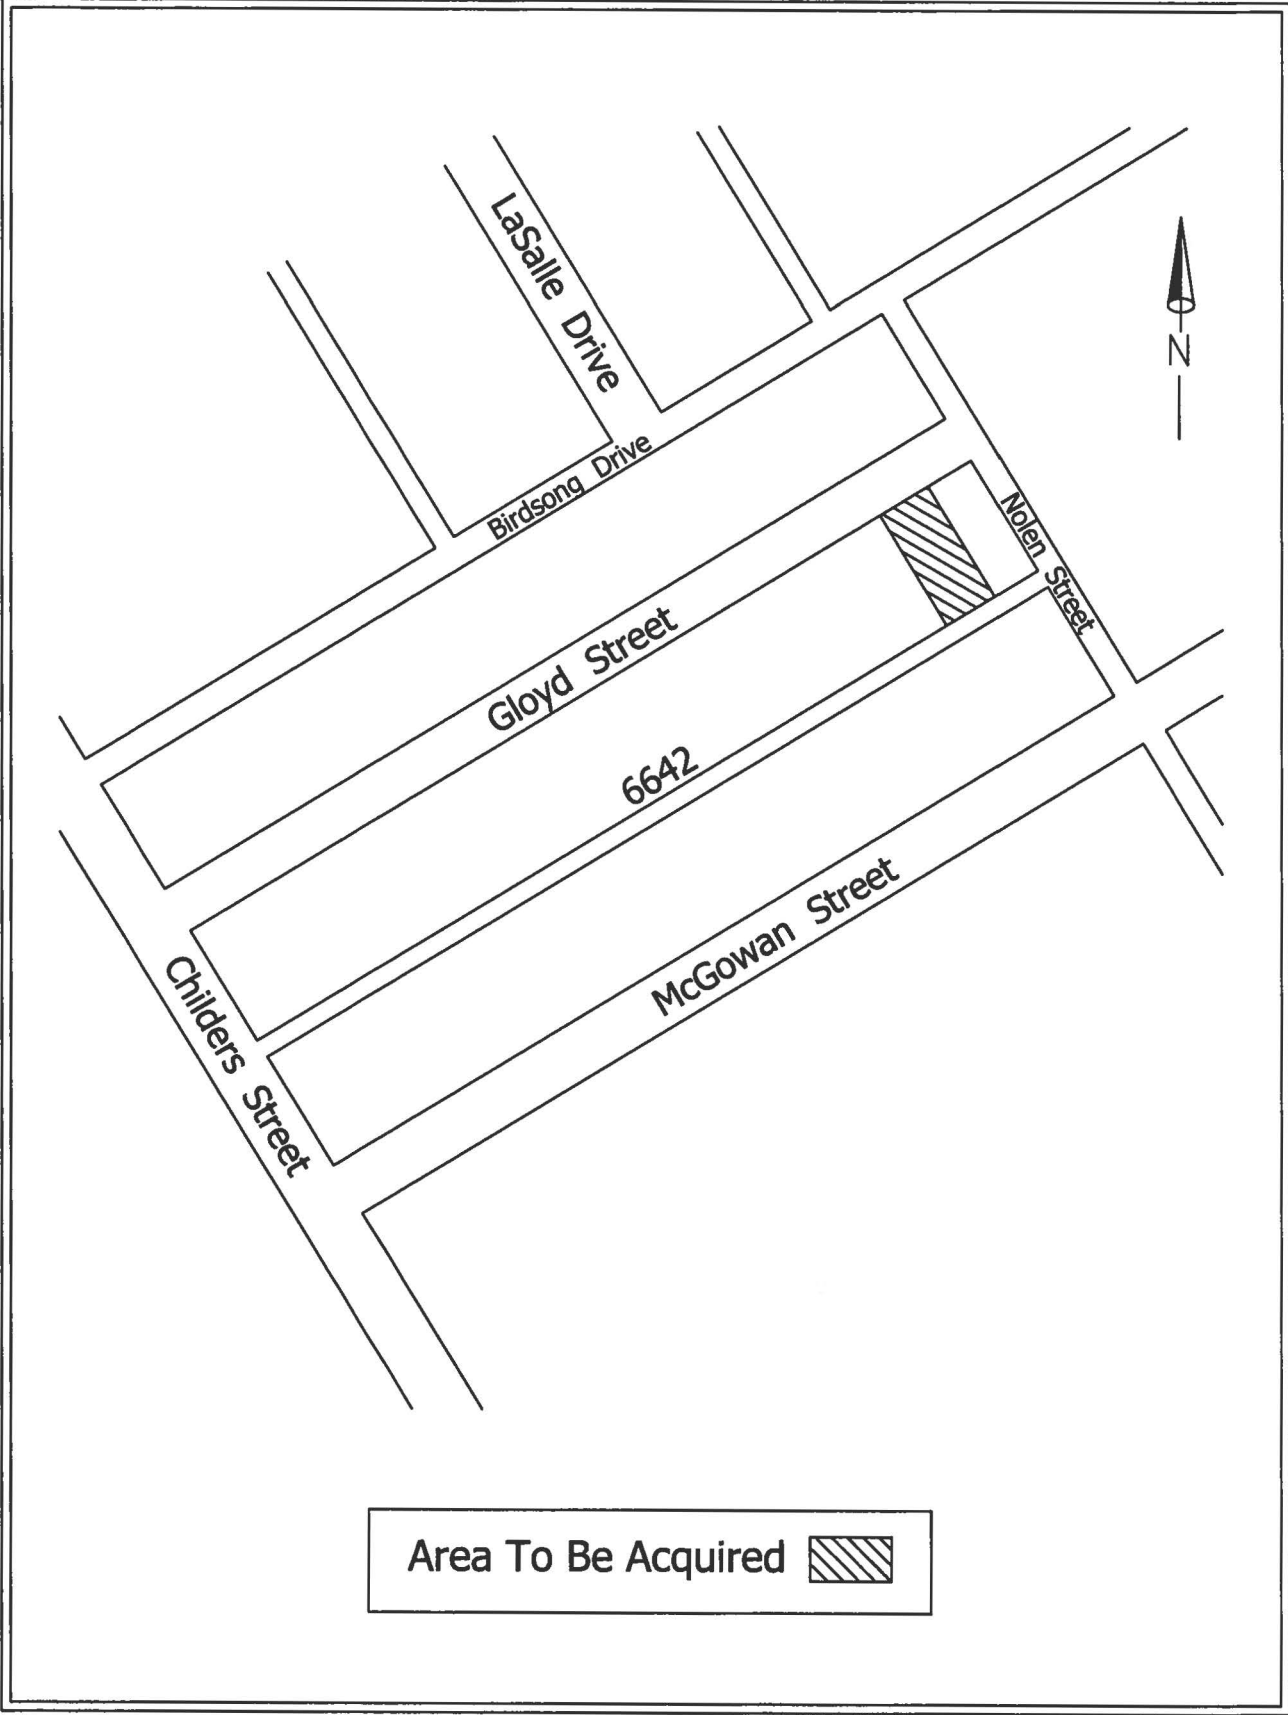 LaSalle Drive
N
Birdsong Drive
Nolen Street
Gloyd Street
6642
McGowan Street
Childers Street
Area To Be Acquired